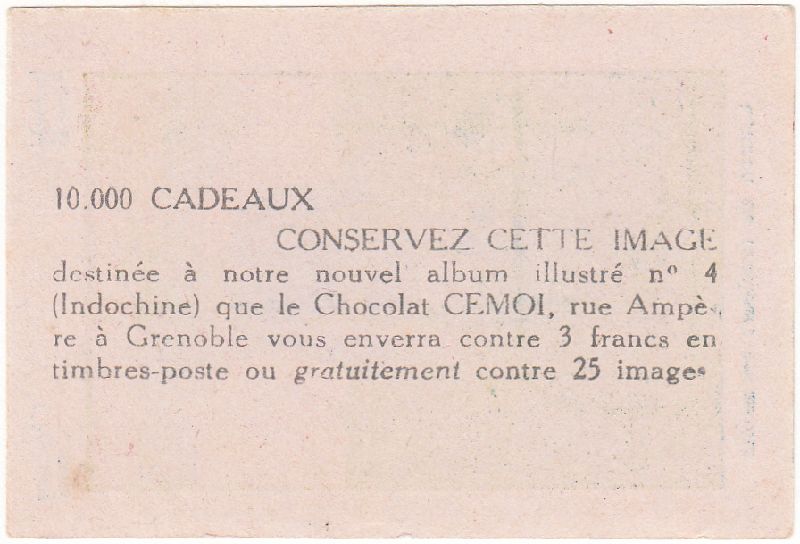 10.000 CADEAUX
CONSERVEZ CETTE IMAGE
destinée à notre nouvel album illustré nº 4
(Indochine) que le Chocolat CEMOI, rue Ampè-
re à Grenoble vous enverra contre 3 francs en
timbres-poste ou gratuitement contre 25 images